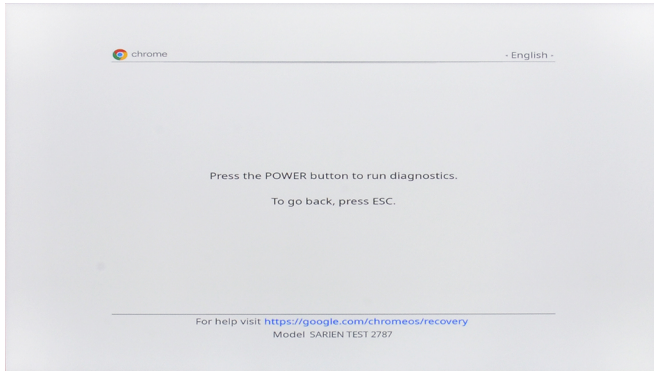 chrome
- English -
Press the POWER button to run diagnostics.
To go back, press ESC.
For help visit https://google.com/chromeos/recovery
Model SARIEN TEST 2787